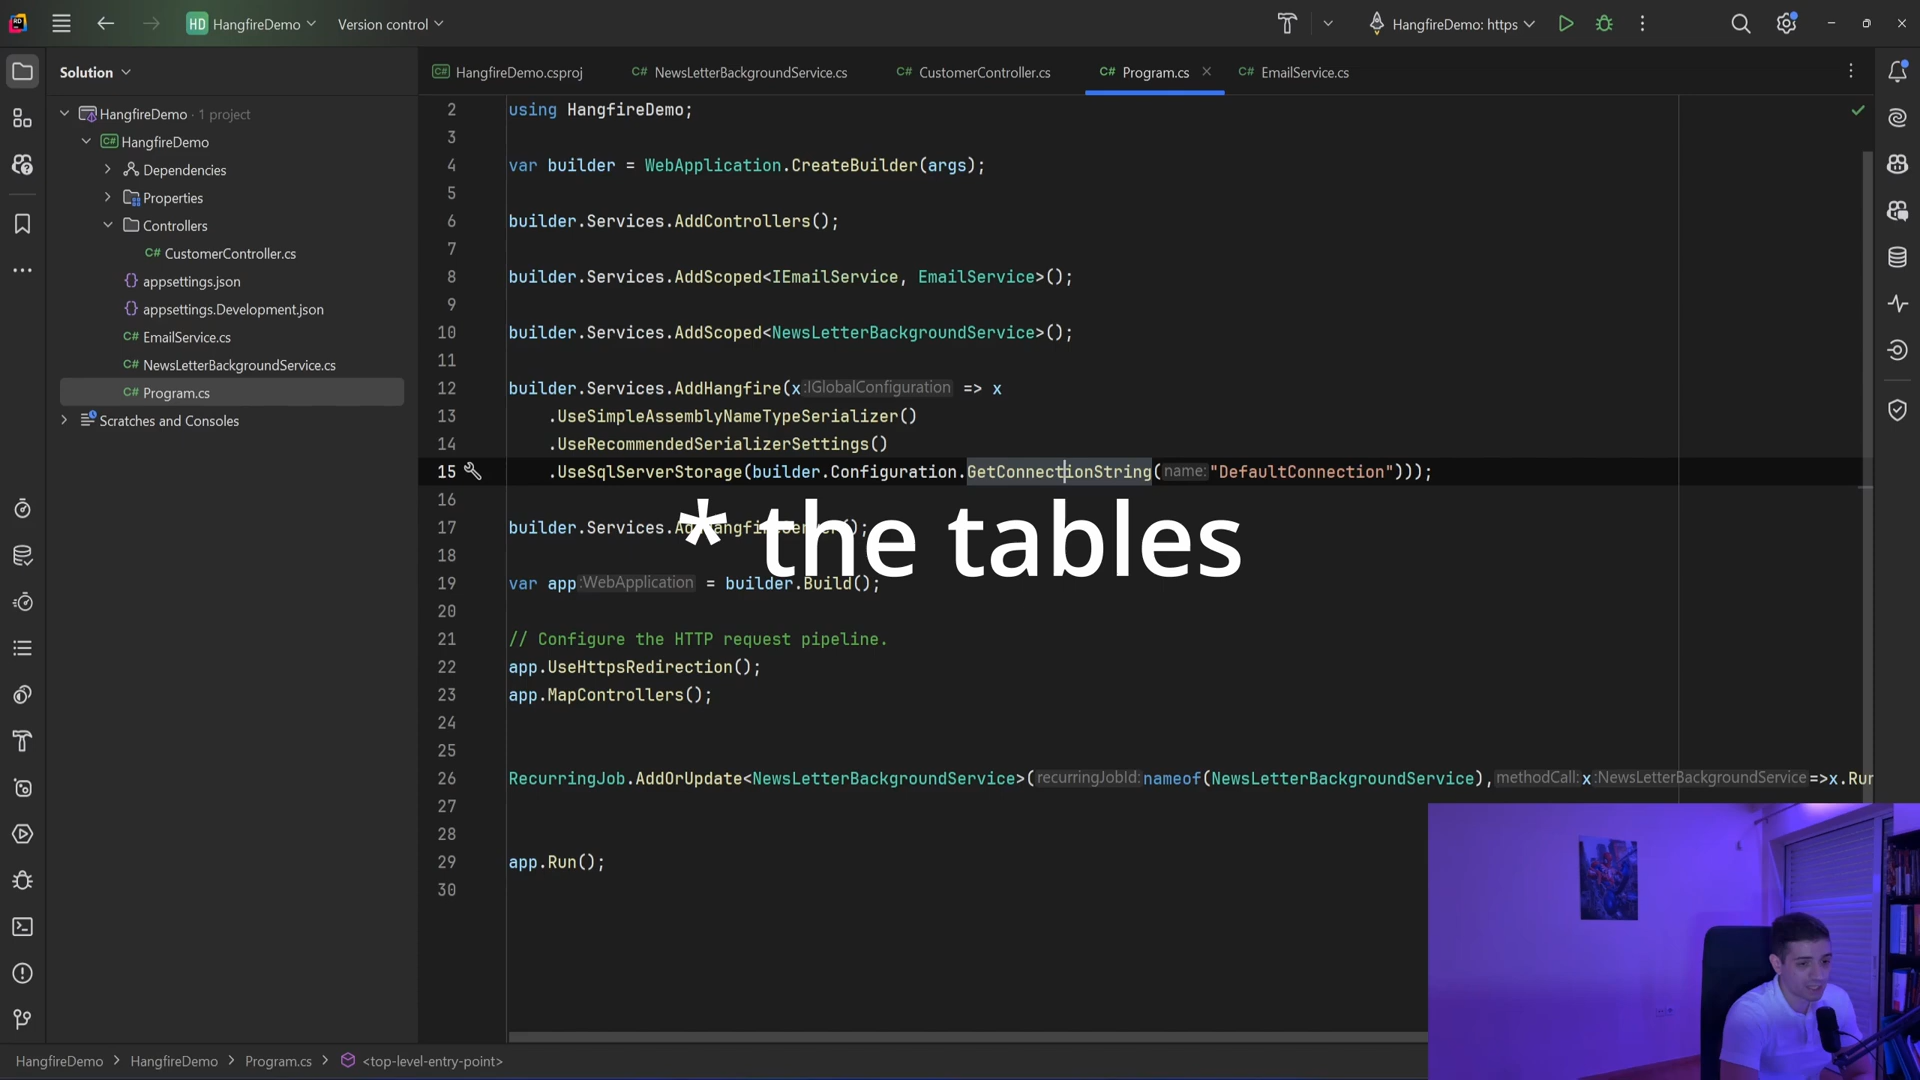 HD HangfireDemo Version control HangfireDemo: https
Solution
HangfireDemo.csproj NewsLetterBackgroundService.cs CustomerController.cs Program.cs EmailService.cs
HangfireDemo · 1 project
HangfireDemo
Dependencies
Properties
Controllers
C# CustomerController.cs
{} appsettings.json
{} appsettings.Development.json
C# EmailService.cs
C# NewsLetterBackgroundService.cs
C# Program.cs
Scratches and Consoles
2 using HangfireDemo;
3
4 var builder = WebApplication.CreateBuilder(args);
5
6 builder.Services.AddControllers();
7
8 builder.Services.AddScoped<IEmailService, EmailService>();
9
10 builder.Services.AddScoped<NewsLetterBackgroundService>();
11
12 builder.Services.AddHangfire(x :IGlobalConfiguration => x
13 .UseSimpleAssemblyNameTypeSerializer()
14 .UseRecommendedSerializerSettings()
15 .UseSqlServerStorage(builder.Configuration.GetConnectionString( name: "DefaultConnection")));
16
* the tables
17 builder.Services.AddHangfireServer();
18
19 var app :WebApplication = builder.Build();
20
21 // Configure the HTTP request pipeline.
22 app.UseHttpsRedirection();
23 app.MapControllers();
24
25
26 RecurringJob.AddOrUpdate<NewsLetterBackgroundService>( recurringJobId: nameof(NewsLetterBackgroundService), methodCall: x :NewsLetterBackgroundService =>x.Run
27
28
29 app.Run();
30
HangfireDemo > HangfireDemo > Program.cs > <top-level-entry-point>